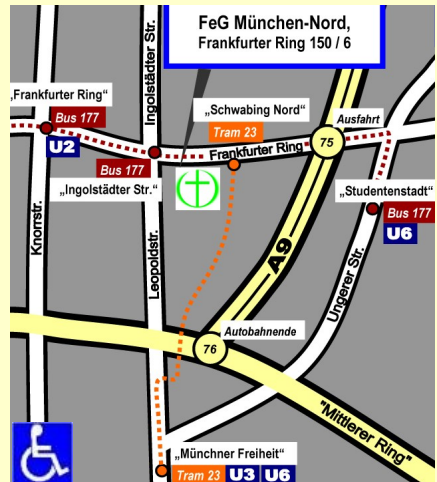 FeG München-Nord,
Frankfurter Ring 150 / 6
Ingolstädter Str.
„Frankfurter Ring“
Bus 177
U2
„Schwabing Nord“
Tram 23
Ausfahrt
75
Frankfurter Ring
Bus 177
„Ingolstädter Str.“
„Studentenstadt“
Bus 177
U6
Knorrstr.
Leopoldstr.
A9
Ungerer Str.
Autobahnende
76
"Mittlerer Ring"
„Münchner Freiheit“
Tram 23 U3 U6